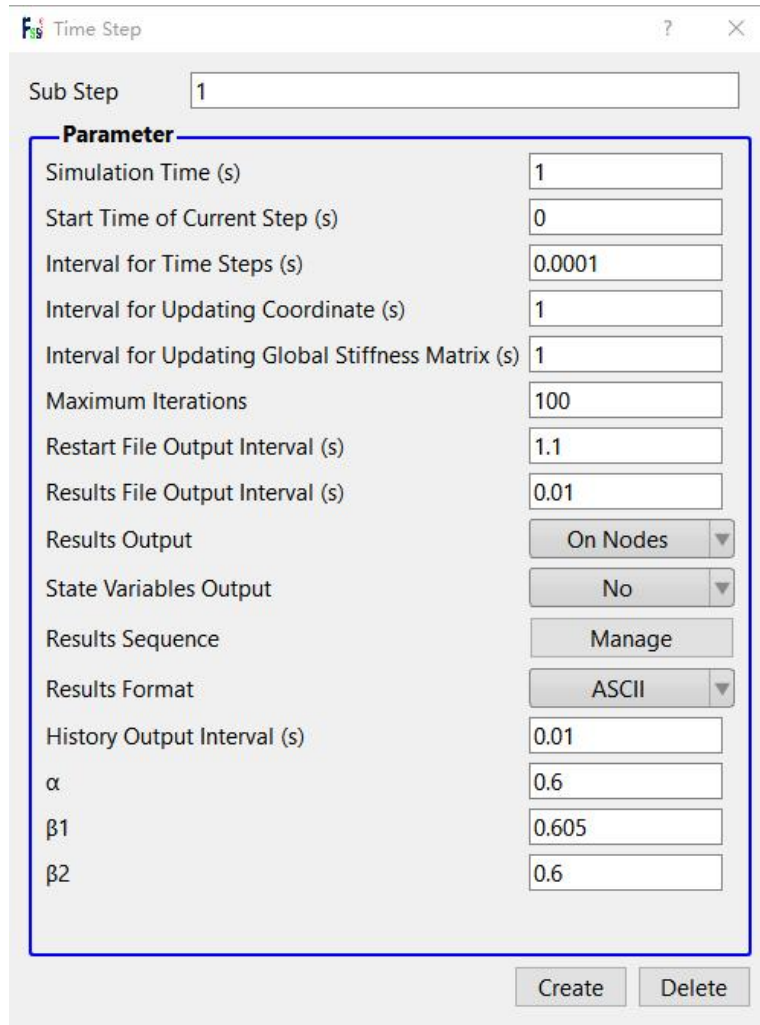 Fssi Time Step
Sub Step 1
Parameter
Simulation Time (s) 1
Start Time of Current Step (s) 0
Interval for Time Steps (s) 0.0001
Interval for Updating Coordinate (s) 1
Interval for Updating Global Stiffness Matrix (s) 1
Maximum Iterations 100
Restart File Output Interval (s) 1.1
Results File Output Interval (s) 0.01
Results Output On Nodes
State Variables Output No
Results Sequence Manage
Results Format ASCII
History Output Interval (s) 0.01
α 0.6
β1 0.605
β2 0.6
Create Delete